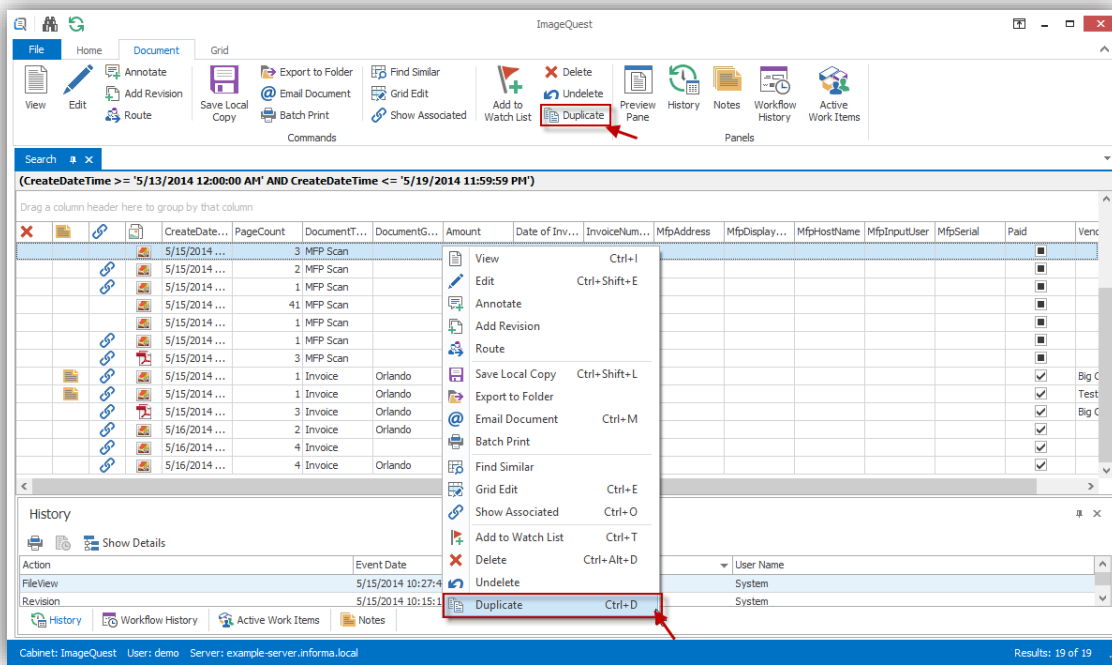 ImageQuest
File Home Document Grid
View
Edit
Annotate
Add Revision
Route
Save Local Copy
Export to Folder
Email Document
Batch Print
Find Similar
Grid Edit
Show Associated
Add to Watch List
Delete
Undelete
Duplicate
Preview Pane
History
Notes
Workflow History
Active Work Items
Commands
Panels
Search
(CreateDateTime >= '5/13/2014 12:00:00 AM' AND CreateDateTime <= '5/19/2014 11:59:59 PM')
Drag a column header here to group by that column
CreateDate... PageCount DocumentT... DocumentG... Amount Date of Inv... InvoiceNum... MfpAddress MfpDisplay... MfpHostName MfpInputUser MfpSerial Paid Vend
5/15/2014 ... 3 MFP Scan
5/15/2014 ... 2 MFP Scan
5/15/2014 ... 1 MFP Scan
5/15/2014 ... 41 MFP Scan
5/15/2014 ... 1 MFP Scan
5/15/2014 ... 1 MFP Scan
5/15/2014 ... 3 MFP Scan
5/15/2014 ... 1 Invoice Orlando Big C
5/15/2014 ... 1 Invoice Orlando Test
5/15/2014 ... 3 Invoice Orlando Big C
5/16/2014 ... 2 Invoice Orlando
5/16/2014 ... 4 Invoice
5/16/2014 ... 4 Invoice Orlando
View Ctrl+I
Edit Ctrl+Shift+E
Annotate
Add Revision
Route
Save Local Copy Ctrl+Shift+L
Export to Folder
Email Document Ctrl+M
Batch Print
Find Similar
Grid Edit Ctrl+E
Show Associated Ctrl+O
Add to Watch List Ctrl+T
Delete Ctrl+Alt+D
Undelete
Duplicate Ctrl+D
History
Show Details
Action Event Date User Name
FileView 5/15/2014 10:27:4 System
Revision 5/15/2014 10:15:1 System
History Workflow History Active Work Items Notes
Cabinet: ImageQuest User: demo Server: example-server.informa.local Results: 19 of 19